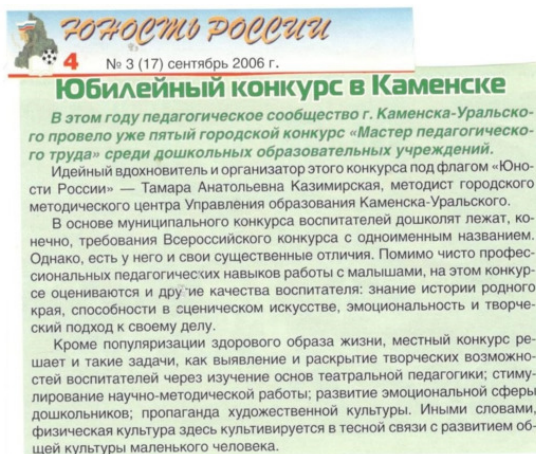 ЮНОСТЬ РОССИИ
4 № 3 (17) сентябрь 2006 г.
Юбилейный конкурс в Каменске
В этом году педагогическое сообщество г. Каменска-Уральско-
го провело уже пятый городской конкурс «Мастер педагогическо-
го труда» среди дошкольных образовательных учреждений.
Идейный вдохновитель и организатор этого конкурса под флагом «Юно-
сти России» — Тамара Анатольевна Казимирская, методист городского
методического центра Управления образования Каменска-Уральского.
В основе муниципального конкурса воспитателей дошколят лежат, ко-
нечно, требования Всероссийского конкурса с одноименным названием.
Однако, есть у него и свои существенные отличия. Помимо чисто профес-
сиональных педагогических навыков работы с малышами, на этом конкур-
се оцениваются и другие качества воспитателя: знание истории родного
края, способности в сценическом искусстве, эмоциональность и творче-
ский подход к своему делу.
Кроме популяризации здорового образа жизни, местный конкурс ре-
шает и такие задачи, как выявление и раскрытие творческих возможно-
стей воспитателей через изучение основ театральной педагогики; стиму-
лирование научно-методической работы; развитие эмоциональной сферы
дошкольников; пропаганда художественной культуры. Иными словами,
физическая культура здесь культивируется в тесной связи с развитием об-
щей культуры маленького человека.